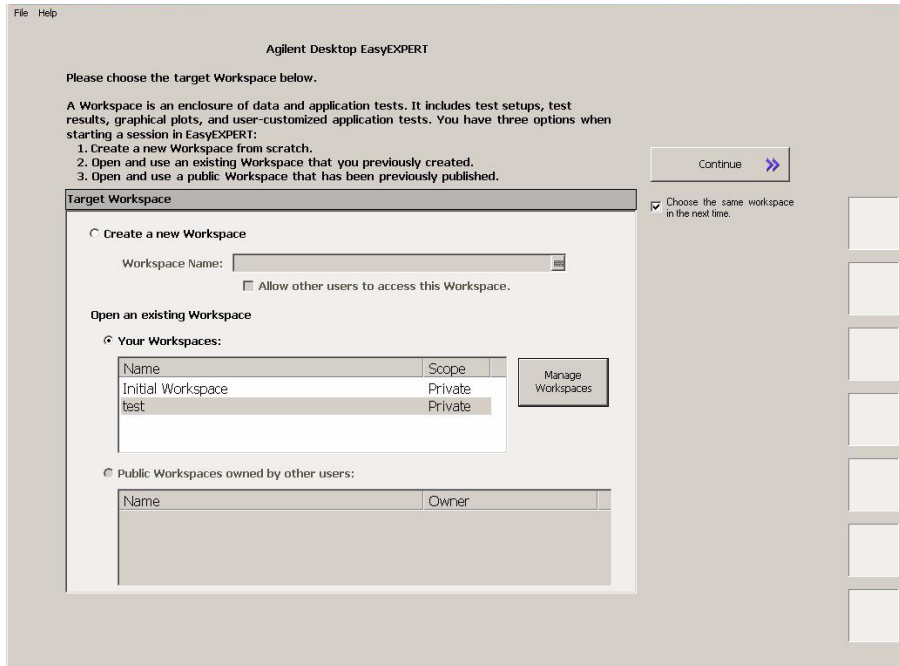 File Help
Agilent Desktop EasyEXPERT
Please choose the target Workspace below.
A Workspace is an enclosure of data and application tests. It includes test setups, test
results, graphical plots, and user-customized application tests. You have three options when
starting a session in EasyEXPERT:
1. Create a new Workspace from scratch.
2. Open and use an existing Workspace that you previously created.
3. Open and use a public Workspace that has been previously published.
Continue
Choose the same workspace
in the next time.
Target Workspace
Create a new Workspace
Workspace Name:
Allow other users to access this Workspace.
Open an existing Workspace
Your Workspaces:
Name Scope
Initial Workspace Private
test Private
Manage
Workspaces
Public Workspaces owned by other users:
Name Owner